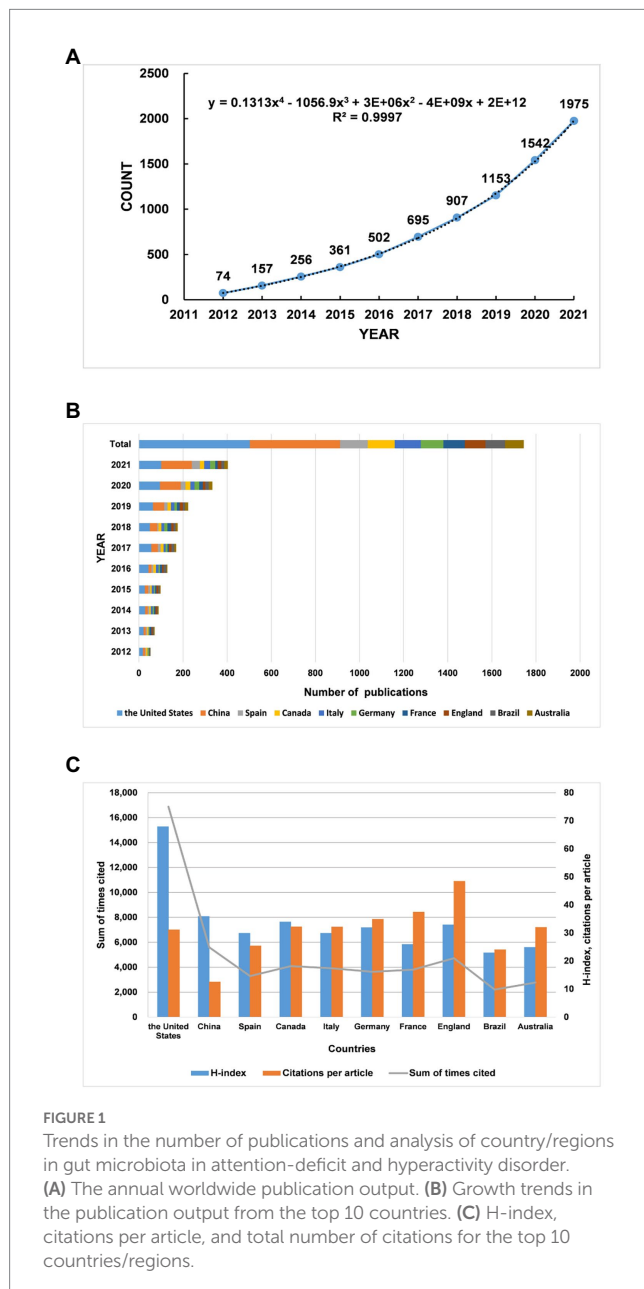 A
y = 0.1313x⁴ - 1056.9x³ + 3E+06x² - 4E+09x + 2E+12
R² = 0.9997
COUNT
2500
2000
1500
1000
500
0
74 157 256 361 502 695 907 1153 1542 1975
2011 2012 2013 2014 2015 2016 2017 2018 2019 2020 2021
YEAR
B
YEAR
Total
2021
2020
2019
2018
2017
2016
2015
2014
2013
2012
0 200 400 600 800 1000 1200 1400 1600 1800 2000
Number of publications
the United States China Spain Canada Italy Germany France England Brazil Australia
C
Sum of times cited
18,000
16,000
14,000
12,000
10,000
8,000
6,000
4,000
2,000
0
80
70
60
50
40
30
20
10
0
H-index, citations per article
the United States China Spain Canada Italy Germany France England Brazil Australia
Countries
H-index Citations per article Sum of times cited
FIGURE 1
Trends in the number of publications and analysis of country/regions
in gut microbiota in attention-deficit and hyperactivity disorder.
(A) The annual worldwide publication output. (B) Growth trends in
the publication output from the top 10 countries. (C) H-index,
citations per article, and total number of citations for the top 10
countries/regions.